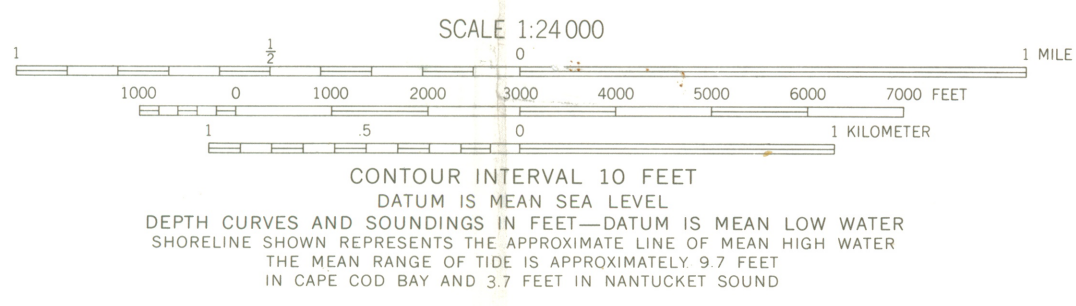 SCALE 1:24 000
1 ½ 0 1 MILE
1000 0 1000 2000 3000 4000 5000 6000 7000 FEET
1 .5 0 1 KILOMETER
CONTOUR INTERVAL 10 FEET
DATUM IS MEAN SEA LEVEL
DEPTH CURVES AND SOUNDINGS IN FEET—DATUM IS MEAN LOW WATER
SHORELINE SHOWN REPRESENTS THE APPROXIMATE LINE OF MEAN HIGH WATER
THE MEAN RANGE OF TIDE IS APPROXIMATELY 9.7 FEET
IN CAPE COD BAY AND 3.7 FEET IN NANTUCKET SOUND